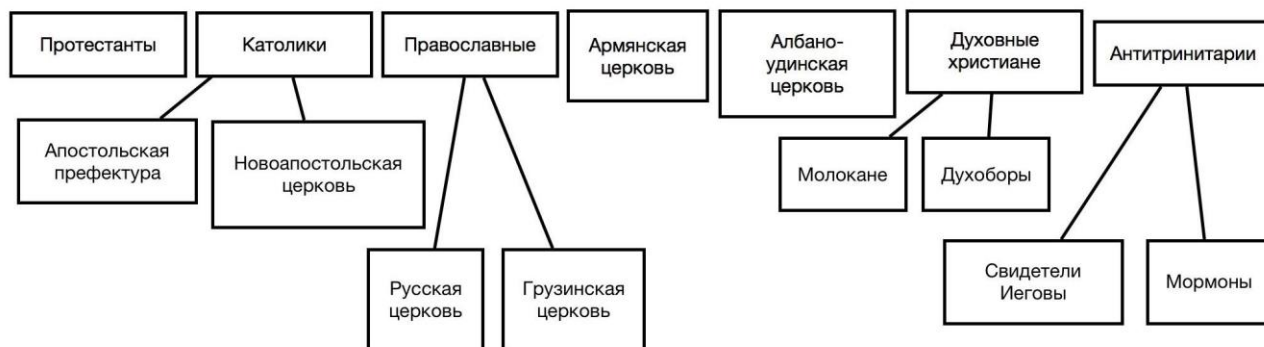 Протестанты
Католики
Православные
Армянская
церковь
Албано-
удинская
церковь
Духовные
христиане
Антитринитарии
Апостольская
префектура
Новоапостольская
церковь
Молокане
Духоборы
Русская
церковь
Грузинская
церковь
Свидетели
Иеговы
Мормоны